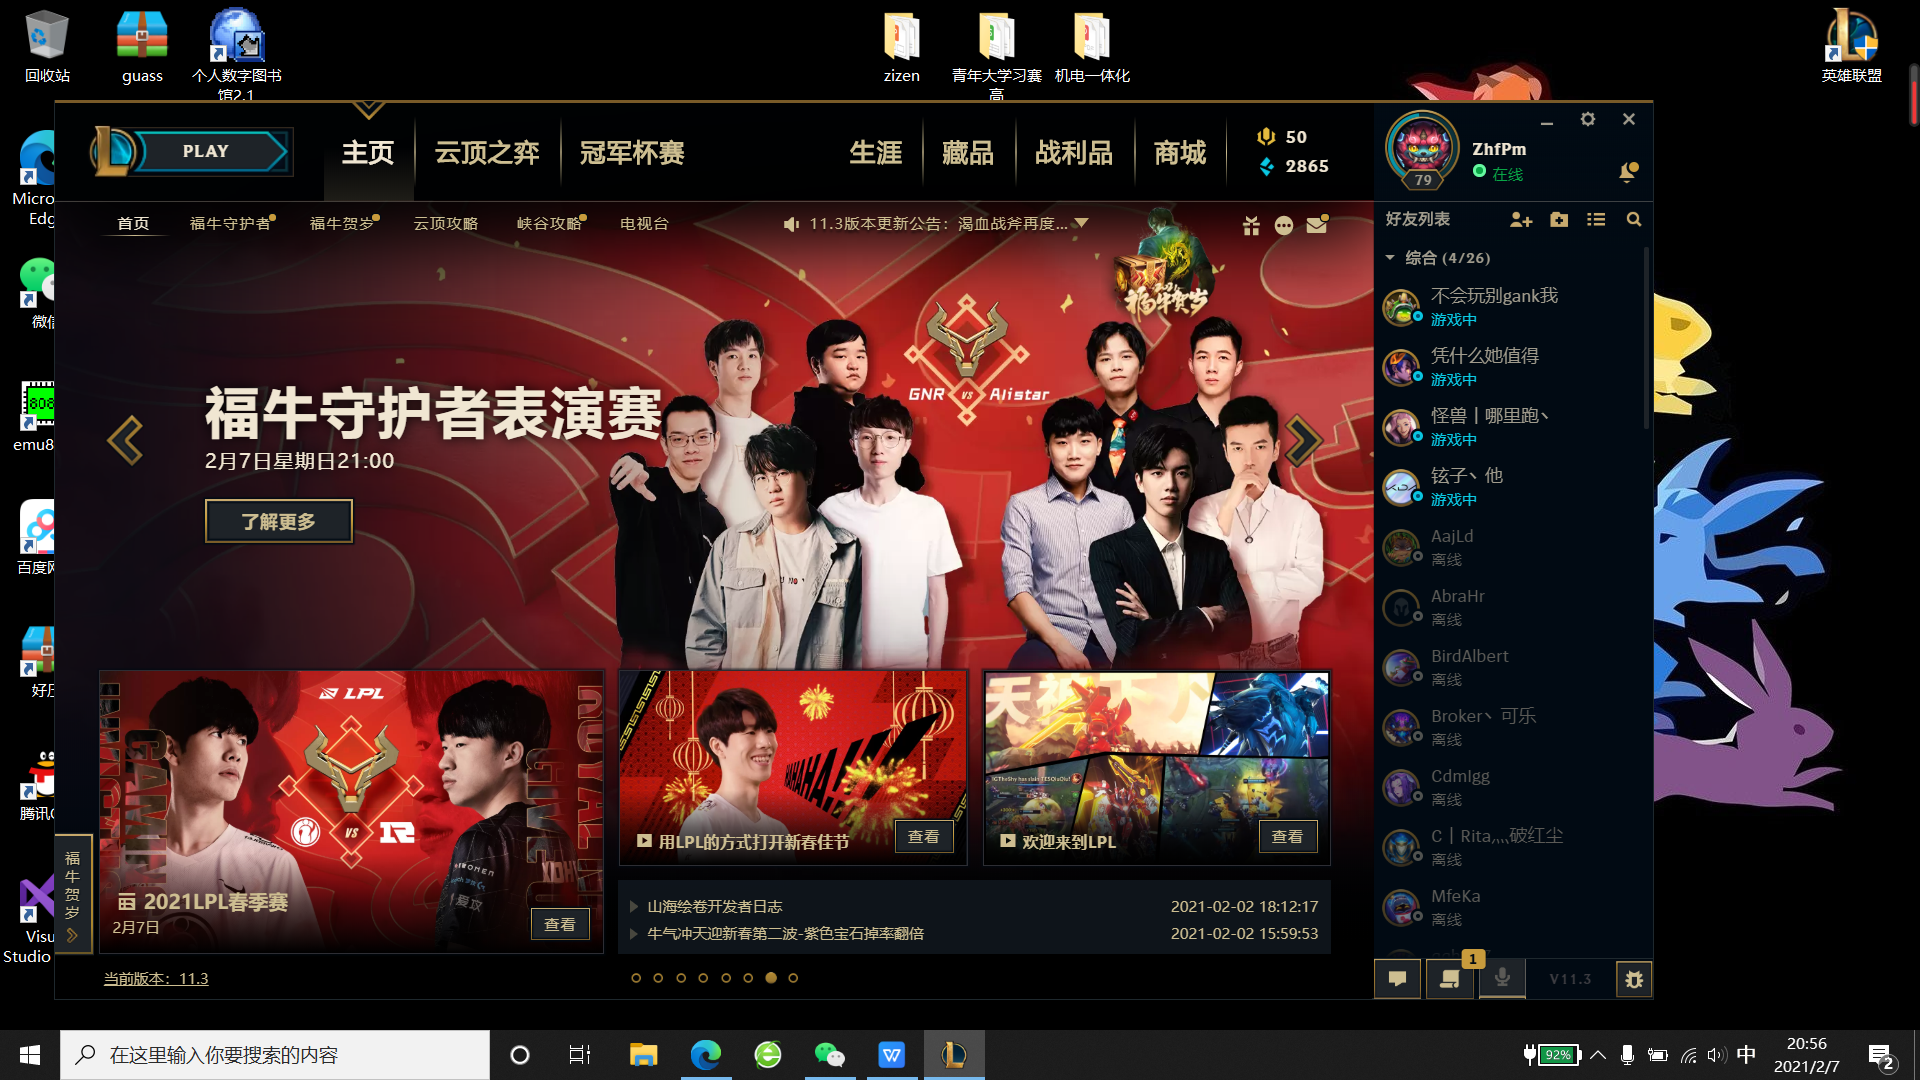 回收站
guass
个人数字图书
馆2.1
zizen
青年大学习赛
高
机电一体化
英雄联盟
Micro
Edg
微信
emu8
百度网
好压
腾讯Q
Visu
Studio
PLAY
主页
云顶之弈
冠军杯赛
生涯
藏品
战利品
商城
50
2865
79
ZhfPm
在线
首页
福牛守护者
福牛贺岁
云顶攻略
峡谷攻略
电视台
11.3版本更新公告：渴血战斧再度...
福牛贺岁
好友列表
综合 (4/26)
不会玩别gank我
游戏中
凭什么她值得
游戏中
怪兽丨哪里跑丶
游戏中
铉子丶他
游戏中
AajLd
离线
AbraHr
离线
BirdAlbert
离线
Broker丶可乐
离线
Cdmlgg
离线
C丨Rita灬破红尘
离线
MfeKa
离线
GNR VS Alistar
福牛守护者表演赛
2月7日星期日21:00
了解更多
LPL
VS
2021LPL春季赛
2月7日
查看
HAHAHA!!
用LPL的方式打开新春佳节
查看
天神下凡
欢迎来到LPL
查看
山海绘卷开发者日志
2021-02-02 18:12:17
牛气冲天迎新春第二波-紫色宝石掉率翻倍
2021-02-02 15:59:53
福牛贺岁
当前版本：11.3
1
V11.3
在这里输入你要搜索的内容
92%
中
20:56
2021/2/7
2